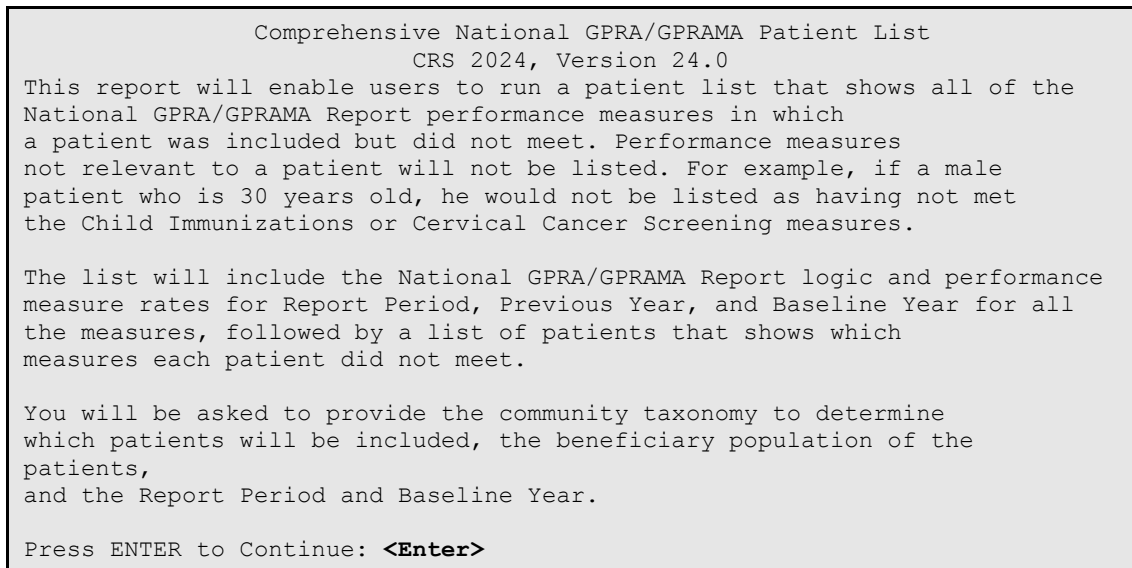 Comprehensive National GPRA/GPRAMA Patient List
CRS 2024, Version 24.0
This report will enable users to run a patient list that shows all of the
National GPRA/GPRAMA Report performance measures in which
a patient was included but did not meet. Performance measures
not relevant to a patient will not be listed. For example, if a male
patient who is 30 years old, he would not be listed as having not met
the Child Immunizations or Cervical Cancer Screening measures.
The list will include the National GPRA/GPRAMA Report logic and performance
measure rates for Report Period, Previous Year, and Baseline Year for all
the measures, followed by a list of patients that shows which
measures each patient did not meet.
You will be asked to provide the community taxonomy to determine
which patients will be included, the beneficiary population of the
patients,
and the Report Period and Baseline Year.
Press ENTER to Continue: <Enter>